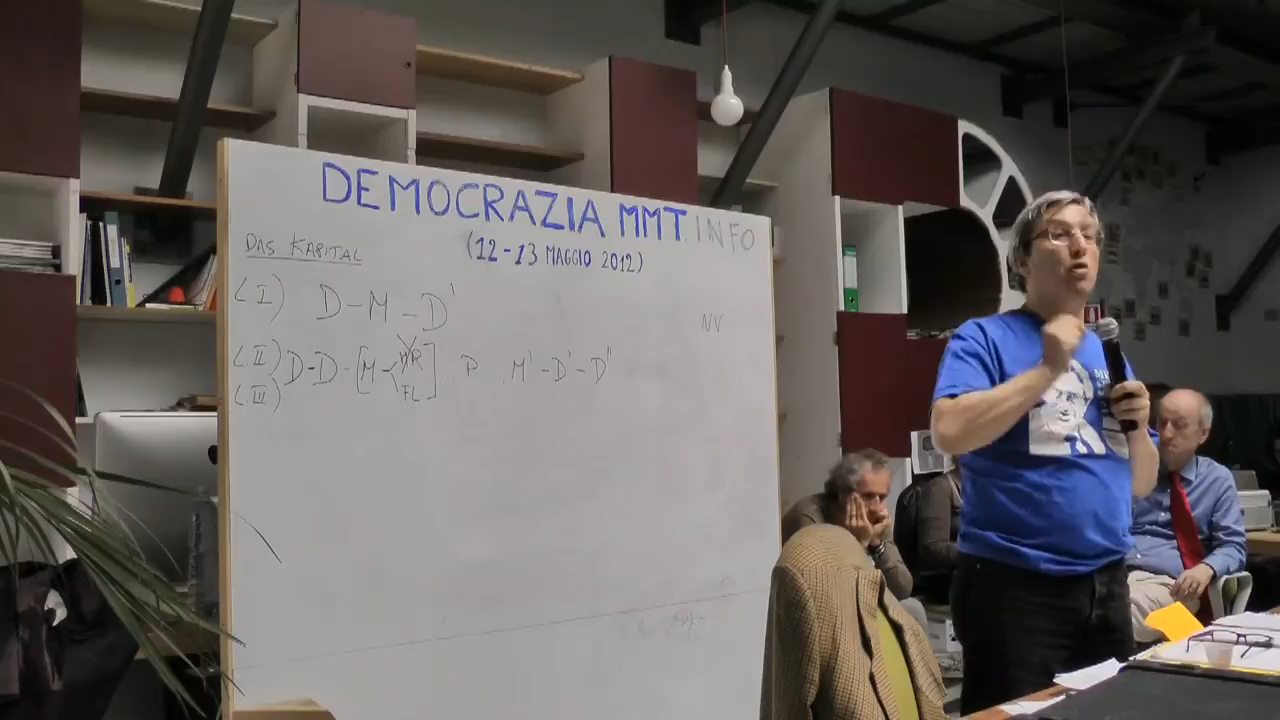 DEMOCRAZIA MMT.INFO
(12-13 MAGGIO 2012)
DAS KAPITAL
(I) D-M-D'
NV
(II) D-D-[M< MP P M'-D'-D"
(III) FL]